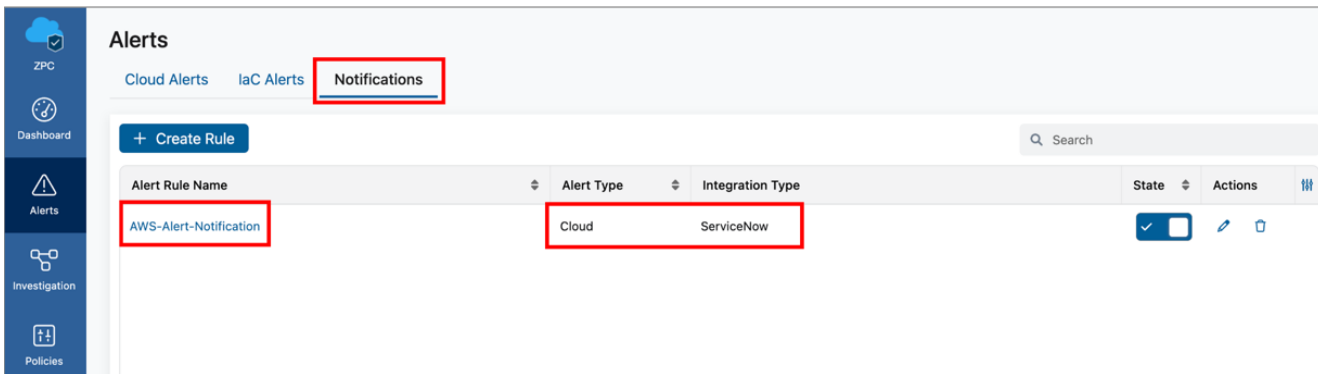 ZPC
Dashboard
Alerts
Investigation
Policies
Alerts
Cloud Alerts IaC Alerts Notifications
+ Create Rule
Search
Alert Rule Name Alert Type Integration Type State Actions
AWS-Alert-Notification Cloud ServiceNow